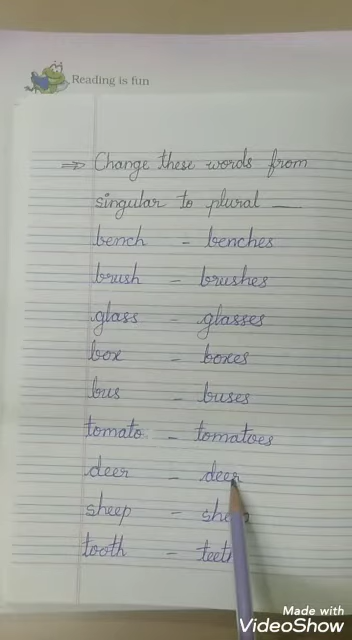 Reading is fun
⇒ Change these words from
singular to plural —
bench - benches
brush - brushes
glass - glasses
box - boxes
bus - buses
tomato - tomatoes
deer - deer
sheep -
tooth -
Made with
VideoShow